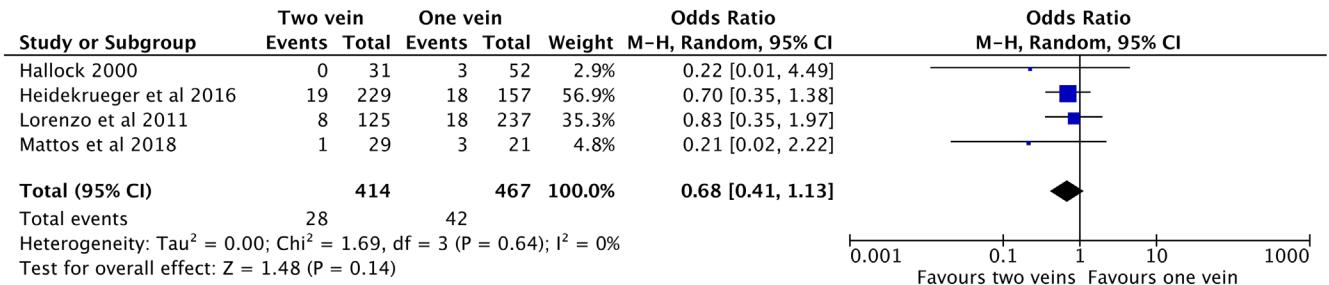 Two vein One vein Odds Ratio Odds Ratio
Study or Subgroup Events Total Events Total Weight M-H, Random, 95% CI M-H, Random, 95% CI
Hallock 2000 0 31 3 52 2.9% 0.22 [0.01, 4.49]
Heidekrueger et al 2016 19 229 18 157 56.9% 0.70 [0.35, 1.38]
Lorenzo et al 2011 8 125 18 237 35.3% 0.83 [0.35, 1.97]
Mattos et al 2018 1 29 3 21 4.8% 0.21 [0.02, 2.22]
Total (95% CI) 414 467 100.0% 0.68 [0.41, 1.13]
Total events 28 42
Heterogeneity: Tau² = 0.00; Chi² = 1.69, df = 3 (P = 0.64); I² = 0%
Test for overall effect: Z = 1.48 (P = 0.14)
0.001 0.1 1 10 1000
Favours two veins Favours one vein